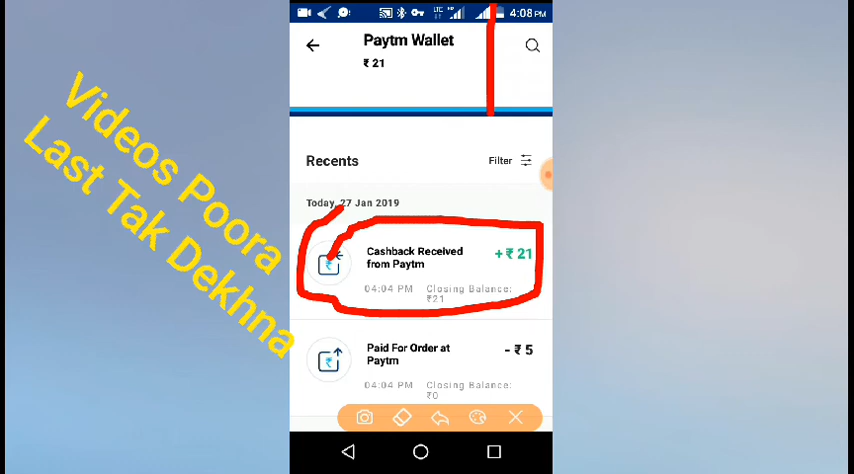 4:08 PM
Paytm Wallet
₹ 21
Recents
Filter
Today, 27 Jan 2019
Cashback Received
from Paytm
+ ₹ 21
04:04 PM Closing Balance:
₹21
Paid For Order at
Paytm
- ₹ 5
04:04 PM Closing Balance:
₹0
Videos Poora
Last Tak Dekhna